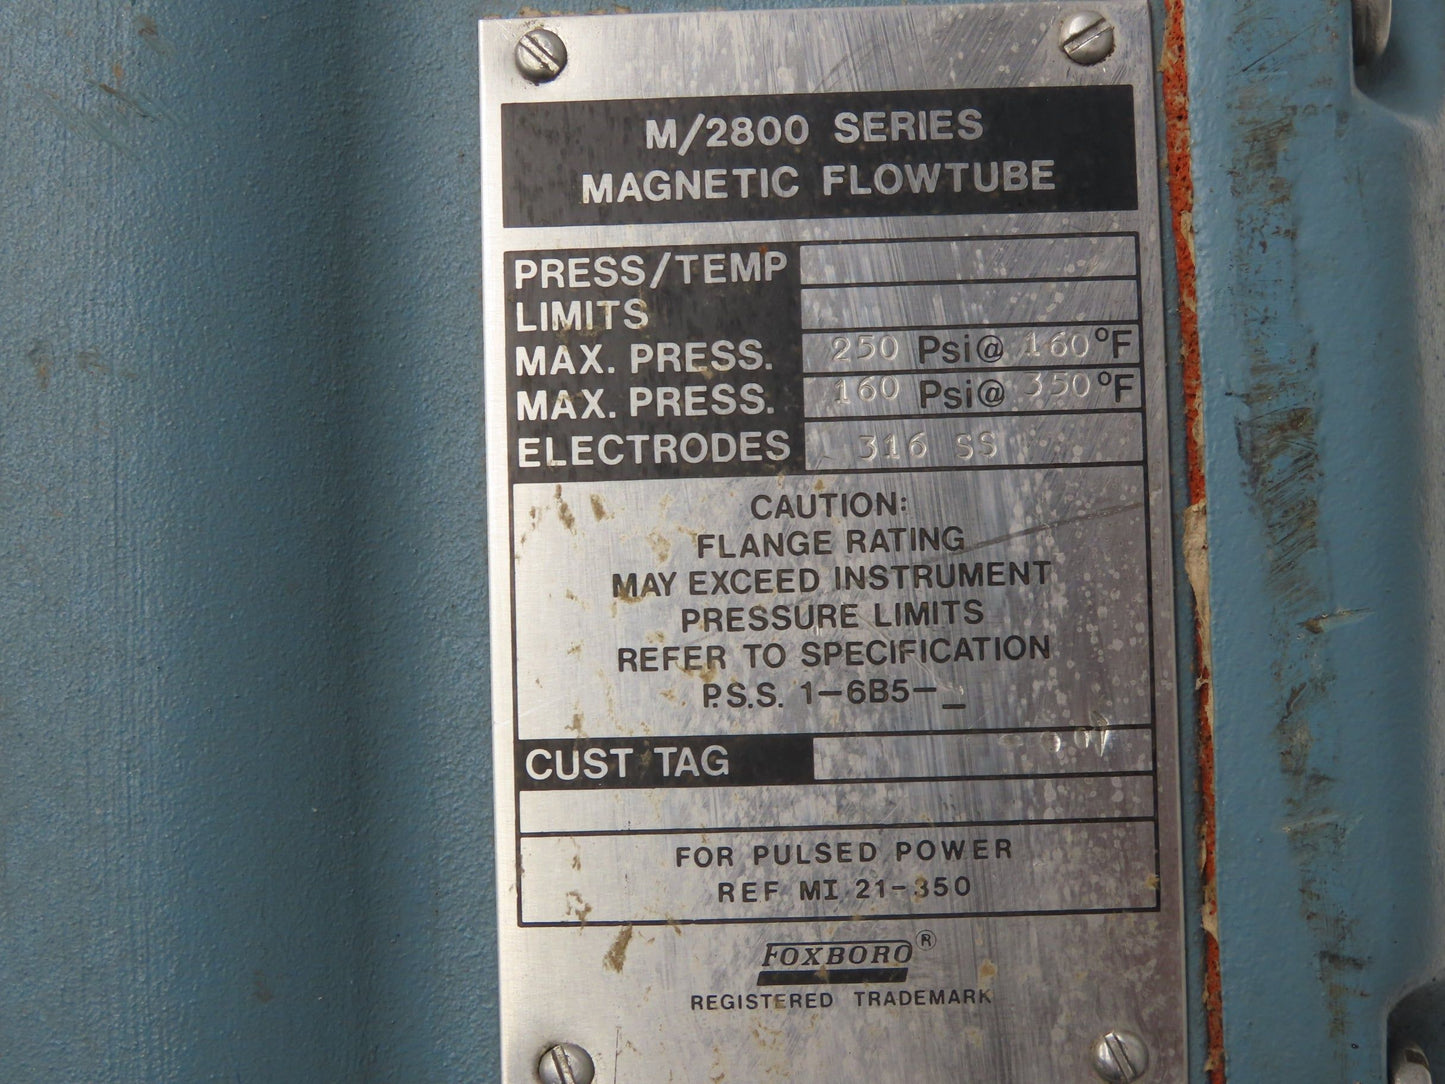 M/2800 SERIES
MAGNETIC FLOWTUBE
PRESS/TEMP
LIMITS
MAX. PRESS. 250 Psi@ 160°F
MAX. PRESS. 160 Psi@ 350°F
ELECTRODES 316 SS
CAUTION:
FLANGE RATING
MAY EXCEED INSTRUMENT
PRESSURE LIMITS
REFER TO SPECIFICATION
P.S.S. 1-6B5-_
CUST TAG
FOR PULSED POWER
REF MI 21-350
FOXBORO®
REGISTERED TRADEMARK